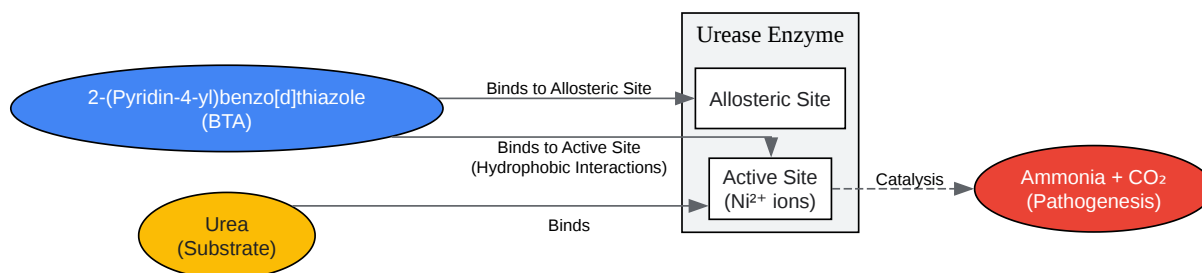 Urease Enzyme
2-(Pyridin-4-yl)benzo[d]thiazole
(BTA)
Binds to Allosteric Site
Allosteric Site
Binds to Active Site
(Hydrophobic Interactions)
Active Site
(Ni²⁺ ions)
Catalysis
Ammonia + CO₂
(Pathogenesis)
Urea
(Substrate)
Binds